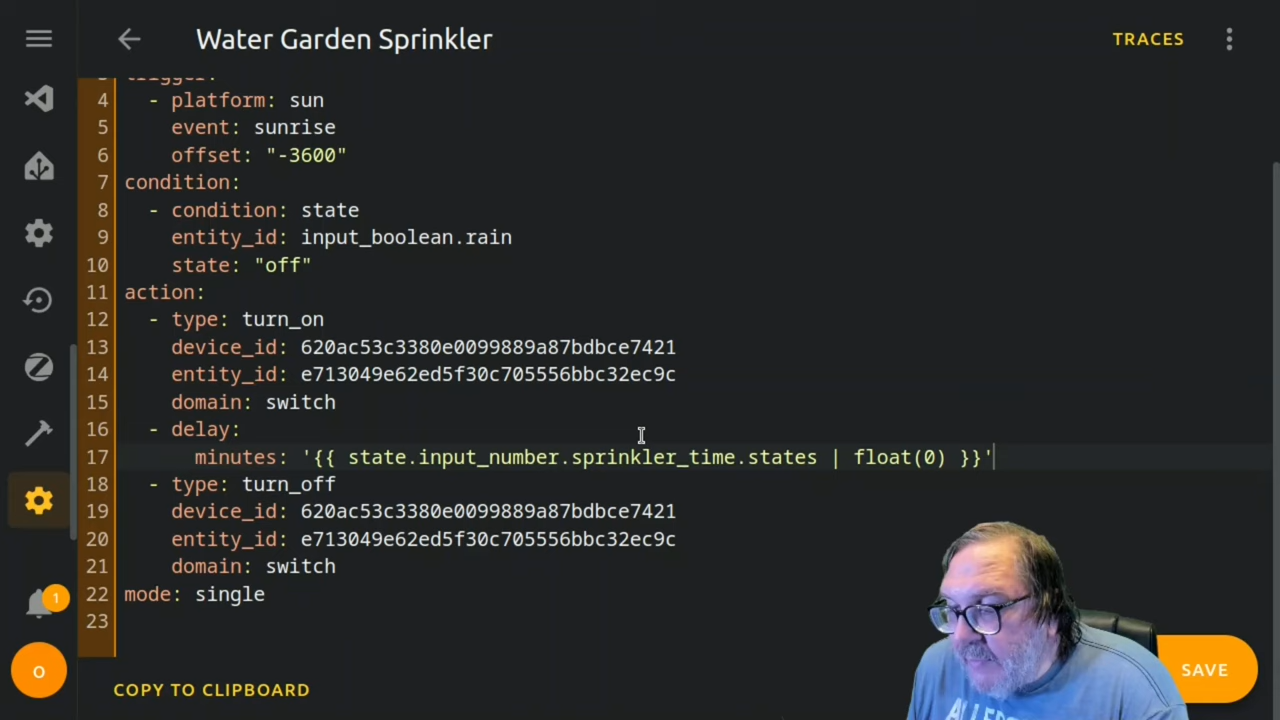 Water Garden Sprinkler
TRACES
trigger:
4 - platform: sun
5 event: sunrise
6 offset: "-3600"
7 condition:
8 - condition: state
9 entity_id: input_boolean.rain
10 state: "off"
11 action:
12 - type: turn_on
13 device_id: 620ac53c3380e0099889a87bdbce7421
14 entity_id: e713049e62ed5f30c705556bbc32ec9c
15 domain: switch
16 - delay:
17 minutes: '{{ state.input_number.sprinkler_time.states | float(0) }}'
18 - type: turn_off
19 device_id: 620ac53c3380e0099889a87bdbce7421
20 entity_id: e713049e62ed5f30c705556bbc32ec9c
21 domain: switch
22 mode: single
23
1
O
COPY TO CLIPBOARD
SAVE